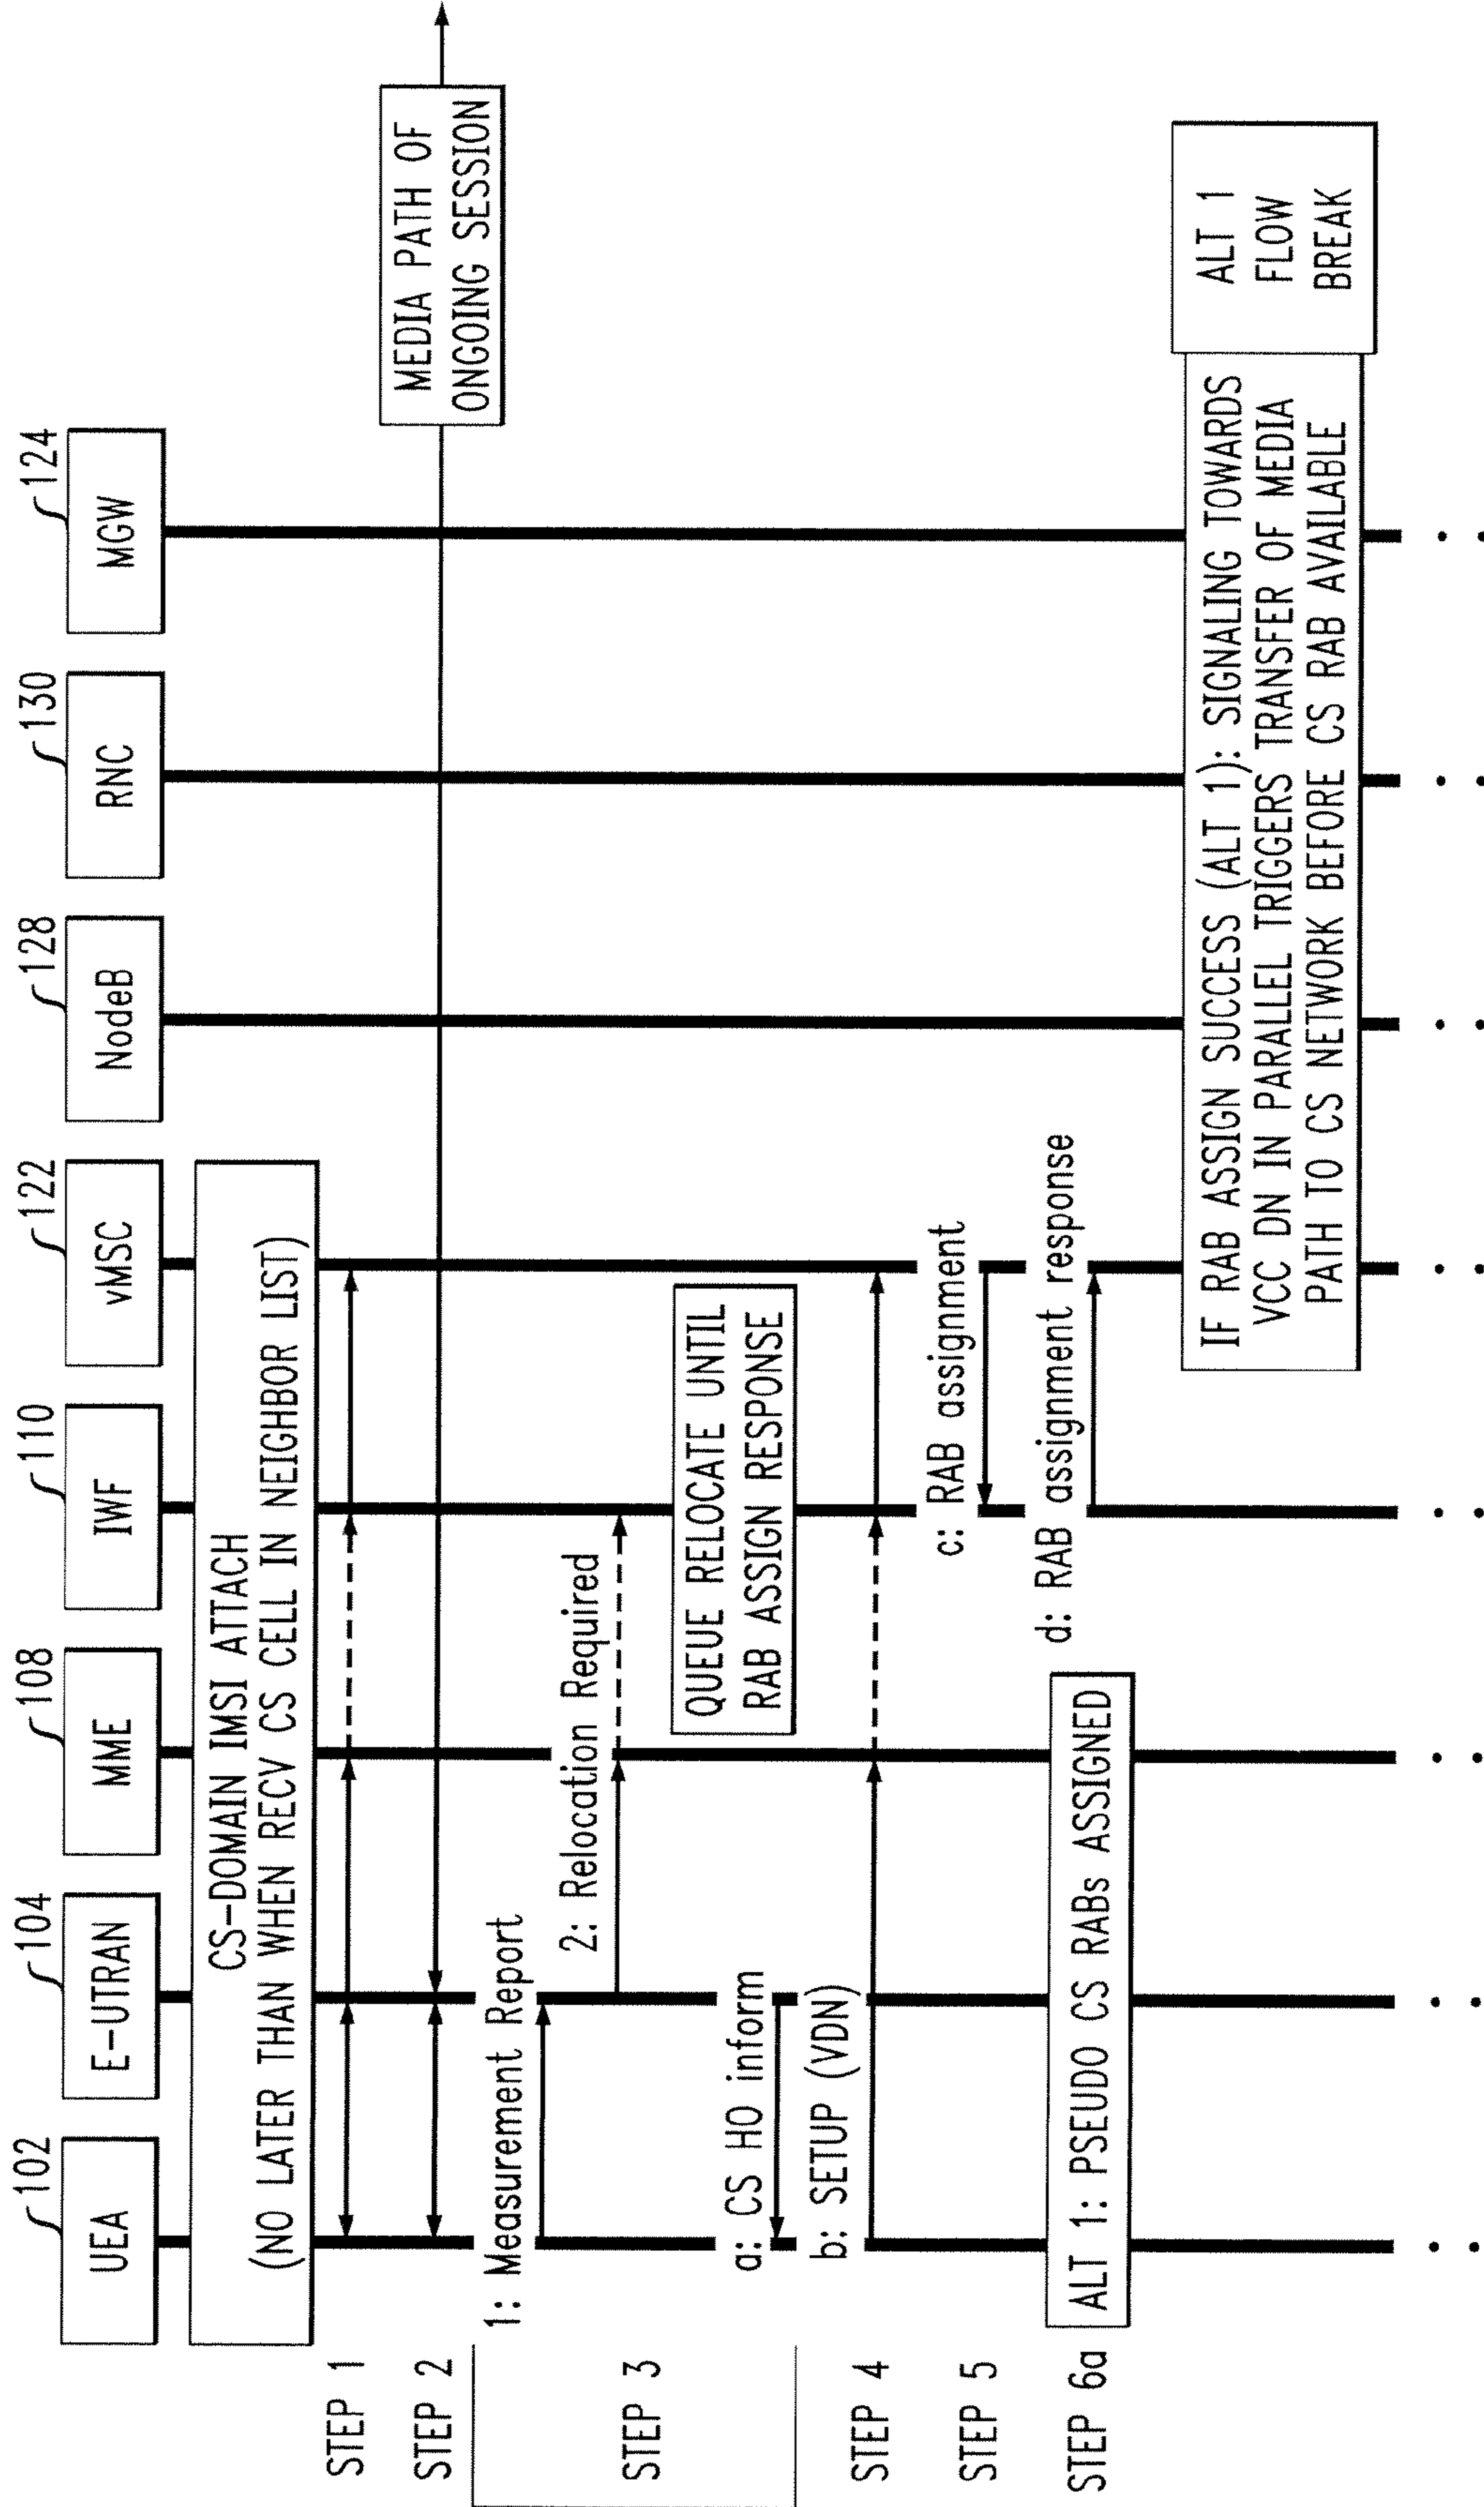 UEA
102
E-UTRAN
104
MME
108
IWF
110
vMSC
122
NodeB
128
RNC
130
MGW
124
CS-DOMAIN IMSI ATTACH
(NO LATER THAN WHEN RECV CS CELL IN NEIGHBOR LIST)
STEP 1
STEP 2
MEDIA PATH OF
ONGOING SESSION
STEP 3
1: Measurement Report
2: Relocation Required
QUEUE RELOCATE UNTIL
RAB ASSIGN RESPONSE
a: CS HO inform
b: SETUP (VDN)
STEP 4
STEP 5
c: RAB assignment
d: RAB assignment response
STEP 6a
ALT 1: PSEUDO CS RABs ASSIGNED
IF RAB ASSIGN SUCCESS (ALT 1): SIGNALING TOWARDS
VCC DN IN PARALLEL TRIGGERS TRANSFER OF MEDIA
PATH TO CS NETWORK BEFORE CS RAB AVAILABLE
ALT 1
FLOW
BREAK